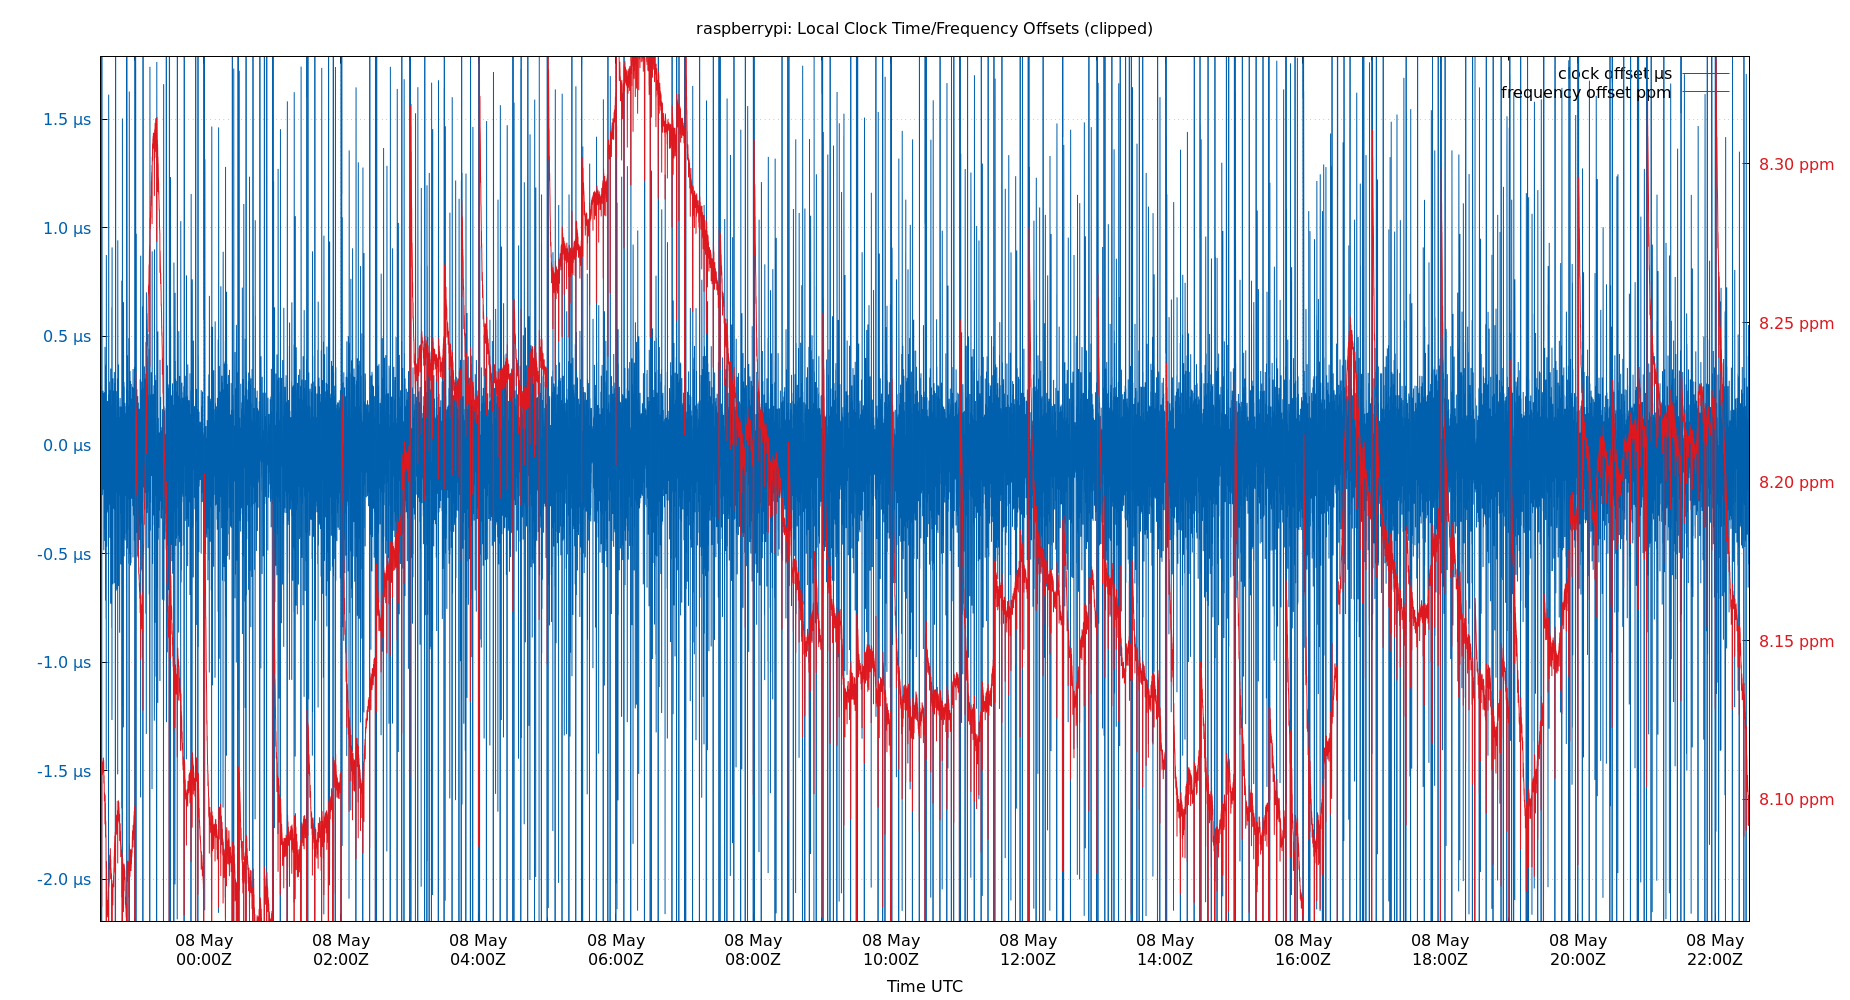 raspberrypi: Local Clock Time/Frequency Offsets (clipped)
clock offset µs
frequency offset ppm
1.5 µs
1.0 µs
0.5 µs
0.0 µs
-0.5 µs
-1.0 µs
-1.5 µs
-2.0 µs
8.30 ppm
8.25 ppm
8.20 ppm
8.15 ppm
8.10 ppm
08 May 08 May 08 May 08 May 08 May 08 May 08 May 08 May 08 May 08 May 08 May 08 May
00:00Z 02:00Z 04:00Z 06:00Z 08:00Z 10:00Z 12:00Z 14:00Z 16:00Z 18:00Z 20:00Z 22:00Z
Time UTC